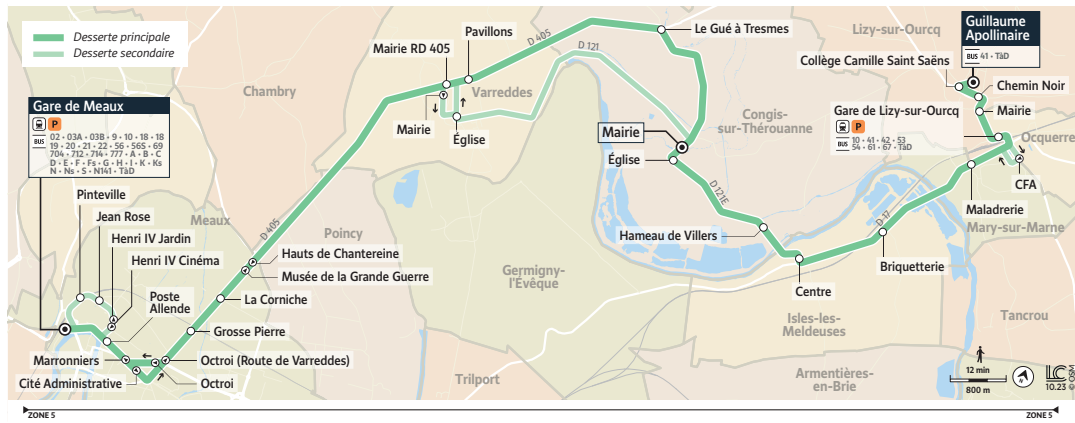 Desserte principale
Desserte secondaire
Gare de Meaux
P
BUS
02 • 03A • 03B • 9 • 10 • 18 • 18
19 • 20 • 21 • 22 • 56 • 56S • 69
704 • 712 • 714 • 777 • A • B • C
D • E • F • Fs • G • H • I • K • Ks
N • Ns • S • N141 • TàD
Pinteville
Jean Rose
Henri IV Jardin
Henri IV Cinéma
Poste
Allende
Marronniers
Cité Administrative
Octroi
Octroi (Route de Varreddes)
Grosse Pierre
La Corniche
Musée de la Grande Guerre
Hauts de Chantereine
Meaux
Poincy
Chambry
D 405
Mairie RD 405
Pavillons
Mairie
Église
Varreddes
D 405
D 121
Le Gué à Tresmes
Congis-
sur-Thérouanne
Mairie
Église
D 121E
Hameau de Villers
Centre
Germigny-
l'Évêque
Trilport
Isles-les-
Meldeuses
Armentières-
en-Brie
Tancrou
D 17
Briquetterie
Maladrerie
Mary-sur-Marne
CFA
Ocquerre
Gare de Lizy-sur-Ourcq
P
BUS
10 • 41 • 42 • 53
54 • 61 • 67 • TàD
Mairie
Chemin Noir
Collège Camille Saint Saëns
Lizy-sur-Ourcq
Guillaume
Apollinaire
BUS 41 • TàD
12 min
800 m
N
LC
10.23
© OSM
ZONE 5
ZONE 5